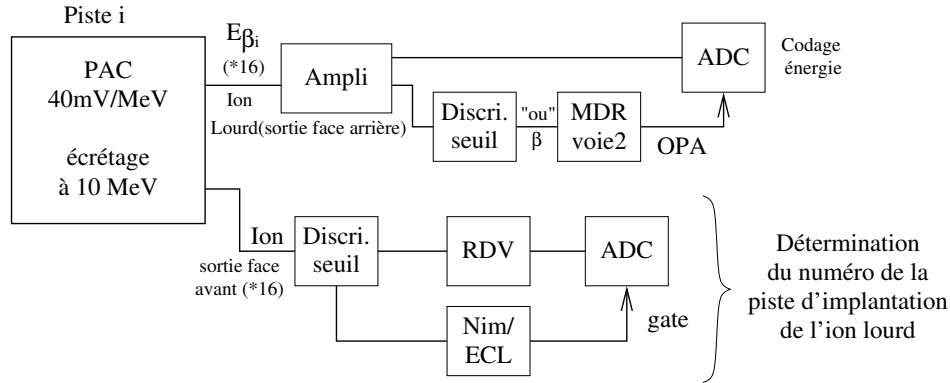 Piste i
PAC
40mV/MeV
écrétage
à 10 MeV
Eβi
(*16)
Ion
Lourd(sortie face arrière)
Ampli
Discri.
seuil
"ou"
β
MDR
voie2
OPA
ADC
Codage
énergie
Ion
sortie face
avant (*16)
Discri.
seuil
RDV
ADC
Nim/
ECL
gate
Détermination
du numéro de la
piste d'implantation
de l'ion lourd